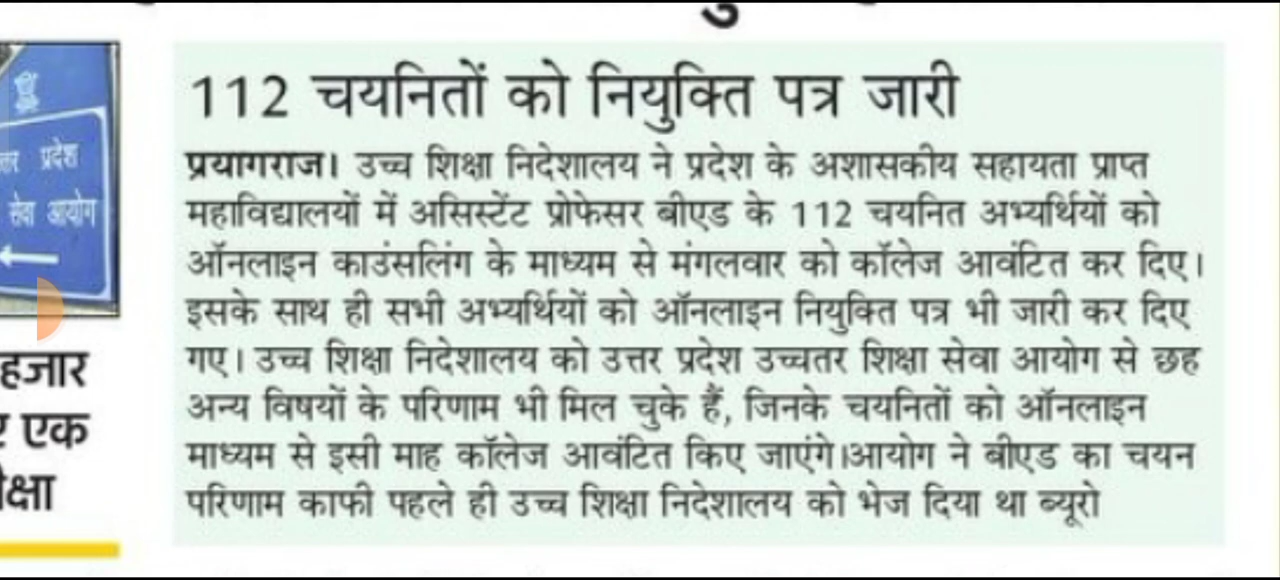 त्तर प्रदेश
सेवा आयोग
हजार
एक
क्षा
112 चयनितों को नियुक्ति पत्र जारी
प्रयागराज। उच्च शिक्षा निदेशालय ने प्रदेश के अशासकीय सहायता प्राप्त
महाविद्यालयों में असिस्टेंट प्रोफेसर बीएड के 112 चयनित अभ्यर्थियों को
ऑनलाइन काउंसलिंग के माध्यम से मंगलवार को कॉलेज आवंटित कर दिए।
इसके साथ ही सभी अभ्यर्थियों को ऑनलाइन नियुक्ति पत्र भी जारी कर दिए
गए। उच्च शिक्षा निदेशालय को उत्तर प्रदेश उच्चतर शिक्षा सेवा आयोग से छह
अन्य विषयों के परिणाम भी मिल चुके हैं, जिनके चयनितों को ऑनलाइन
माध्यम से इसी माह कॉलेज आवंटित किए जाएंगे।आयोग ने बीएड का चयन
परिणाम काफी पहले ही उच्च शिक्षा निदेशालय को भेज दिया था ब्यूरो